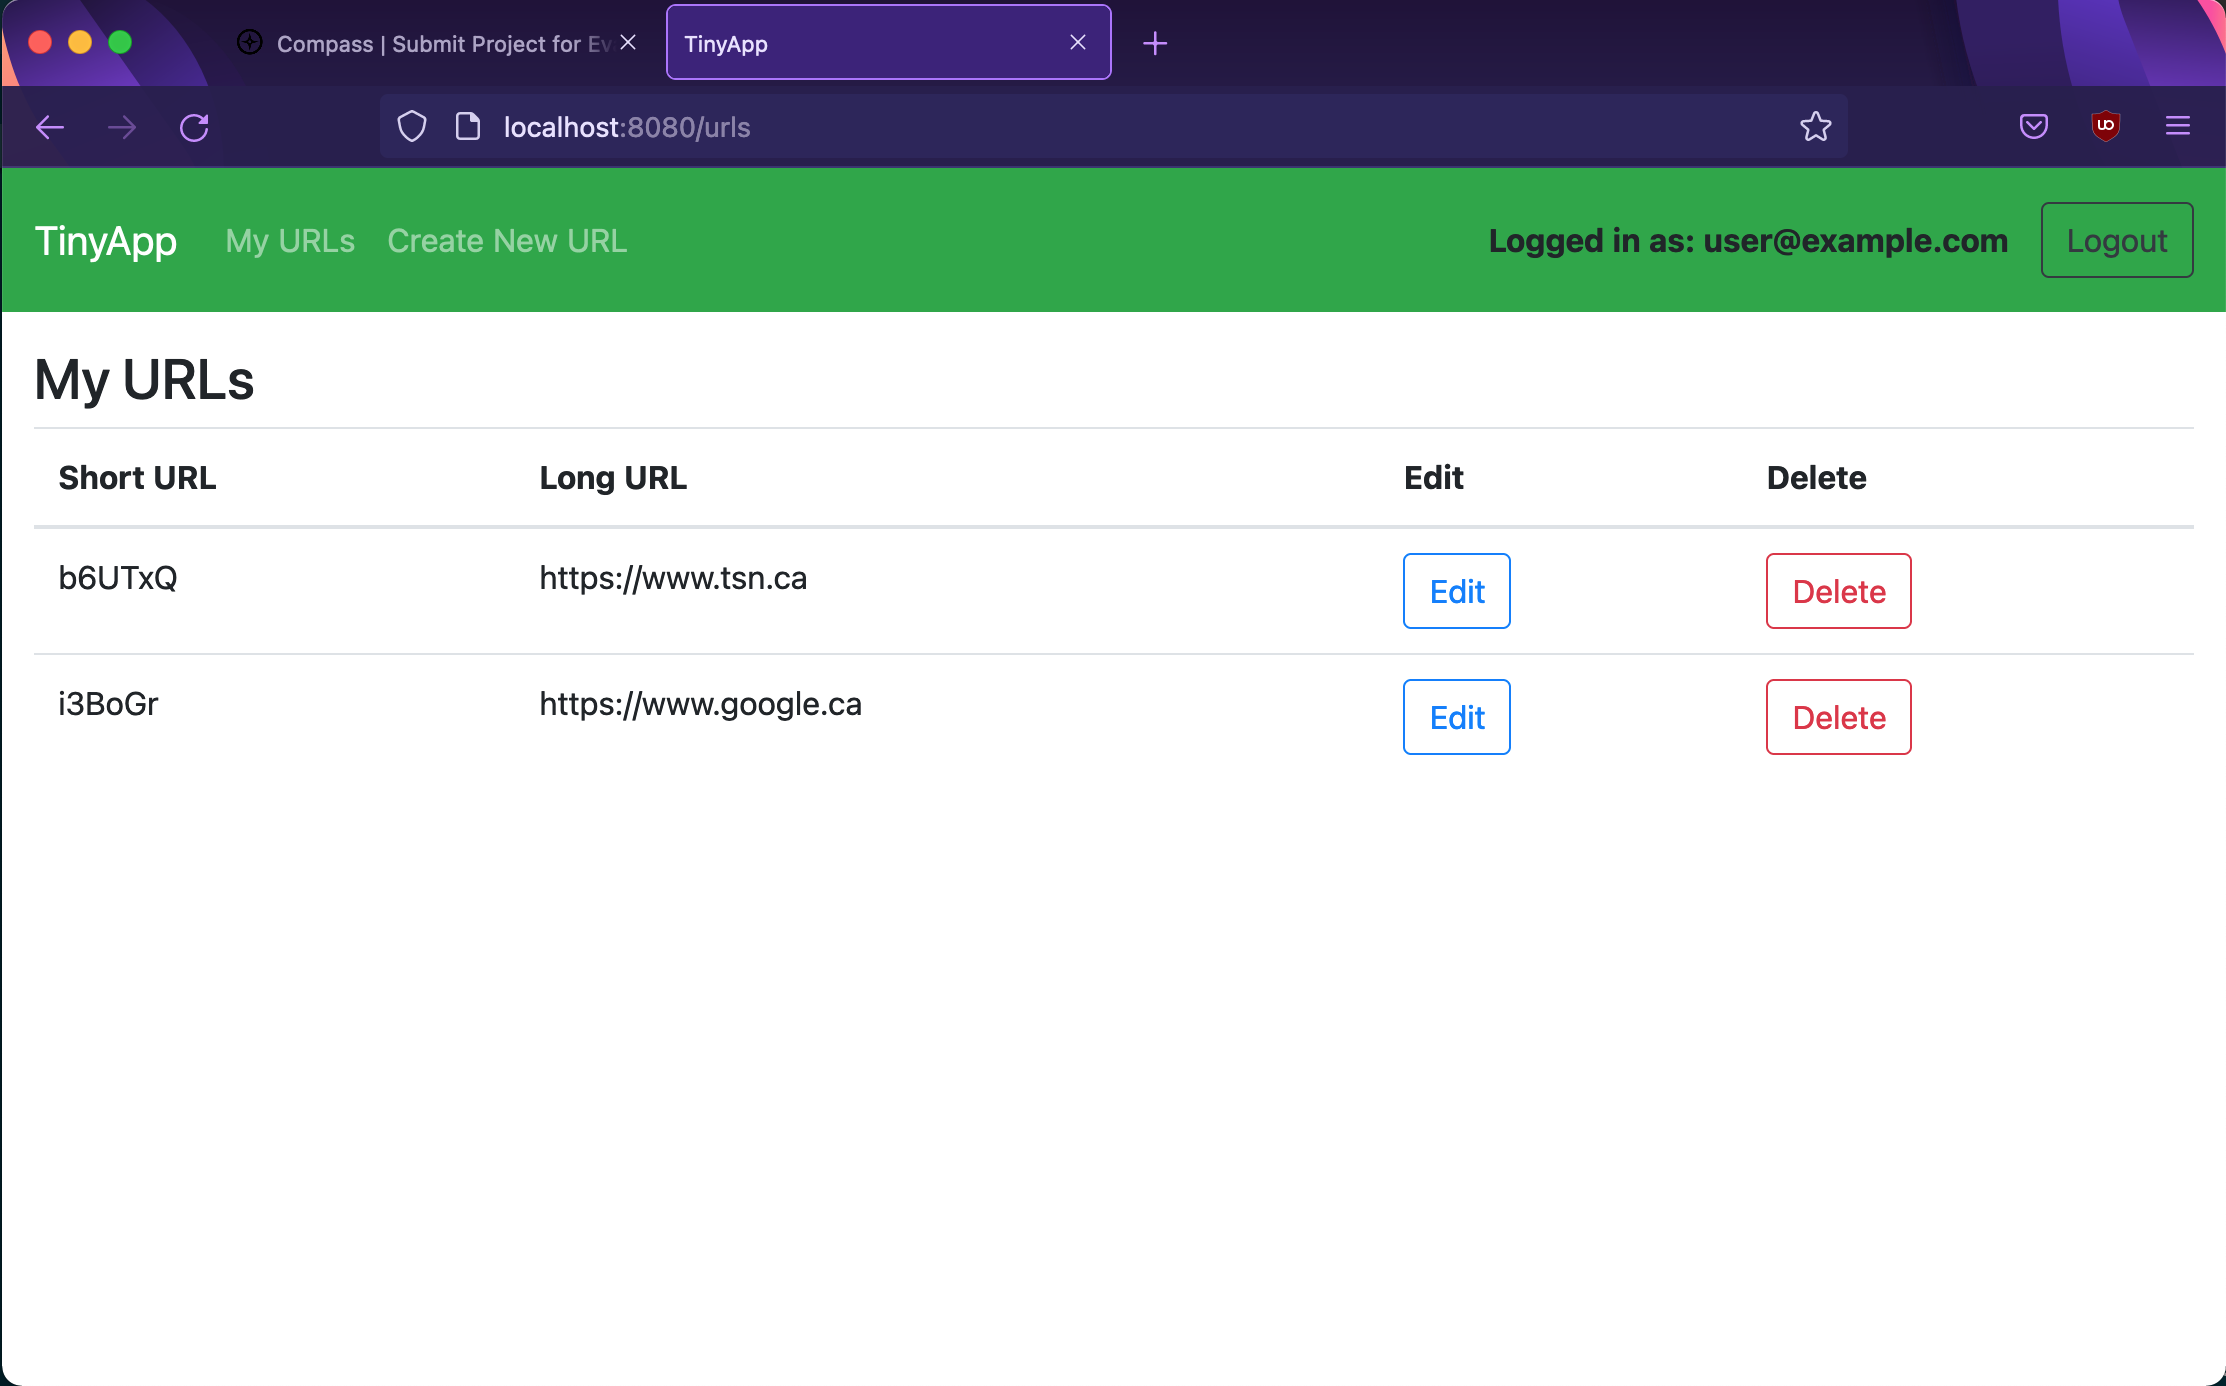 Compass | Submit Project for Ev
TinyApp
localhost:8080/urls
TinyApp My URLs Create New URL Logged in as: user@example.com Logout
My URLs
Short URL Long URL Edit Delete
b6UTxQ https://www.tsn.ca Edit Delete
i3BoGr https://www.google.ca Edit Delete